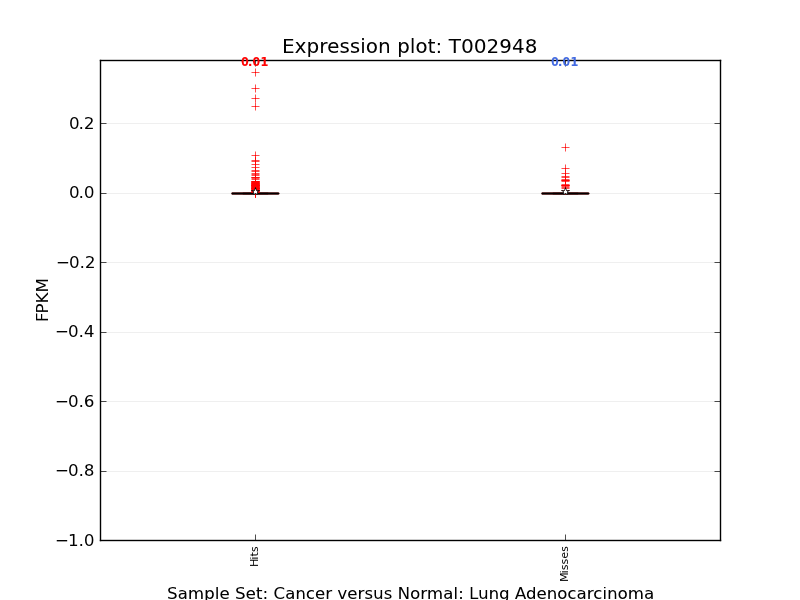 Expression plot: T002948
0.01
0.01
0.2
0.0
−0.2
−0.4
−0.6
−0.8
−1.0
FPKM
Hits
Misses
Sample Set: Cancer versus Normal: Lung Adenocarcinoma